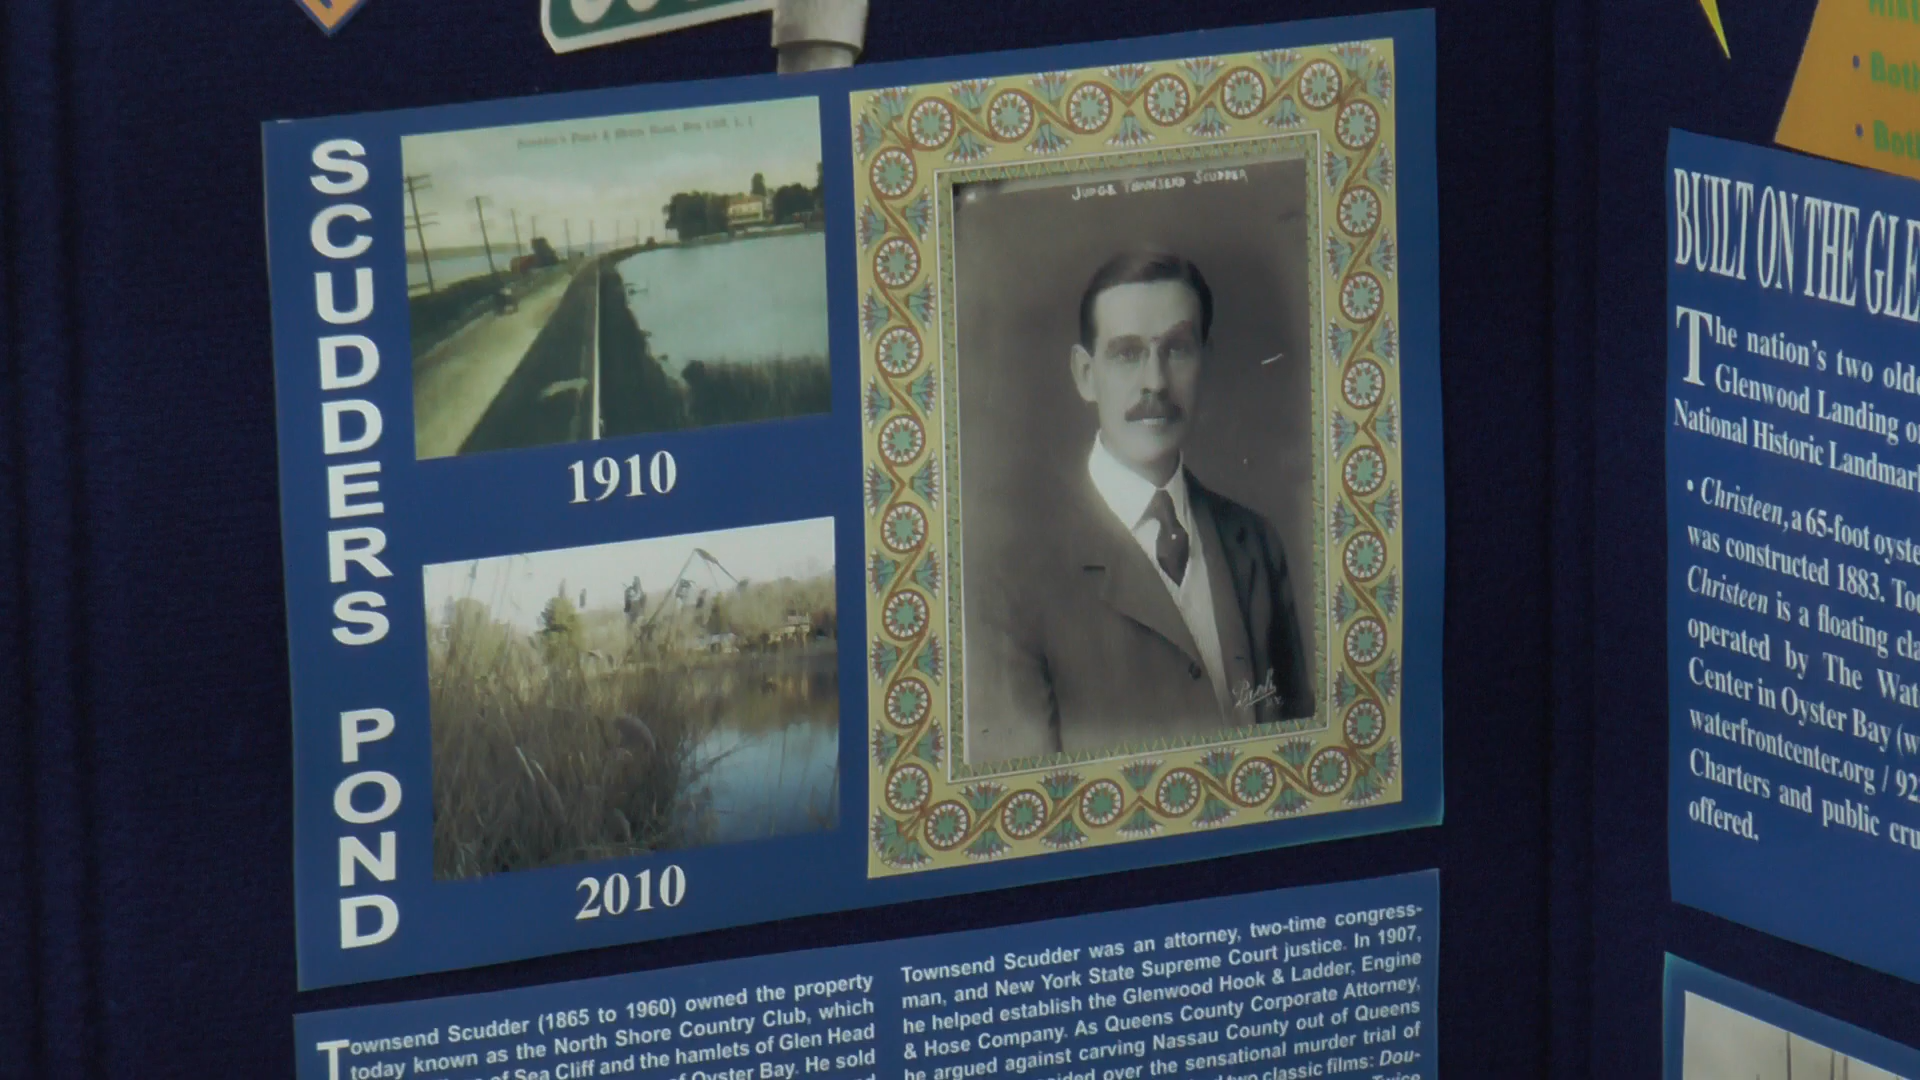 SCUDDERS POND
1910
2010
JUDGE TOWNSEND SCUDDER
Townsend Scudder (1865 to 1960) owned the property
today known as the North Shore Country Club, which
of Sea Cliff and the hamlets of Glen Head
Oyster Bay. He sold
Townsend Scudder was an attorney, two-time congress-
man, and New York State Supreme Court justice. In 1907,
he helped establish the Glenwood Hook & Ladder, Engine
& Hose Company. As Queens County Corporate Attorney,
he argued against carving Nassau County out of Queens
over the sensational murder trial of
two classic films: Dou-
• Both
• Both
BUILT ON THE GLE
The nation's two olde
Glenwood Landing o
National Historic Landmark
• Christeen, a 65-foot oyste
was constructed 1883. To
Christeen is a floating cla
operated by The Wat
Center in Oyster Bay (w
waterfrontcenter.org / 92
Charters and public cru
offered.